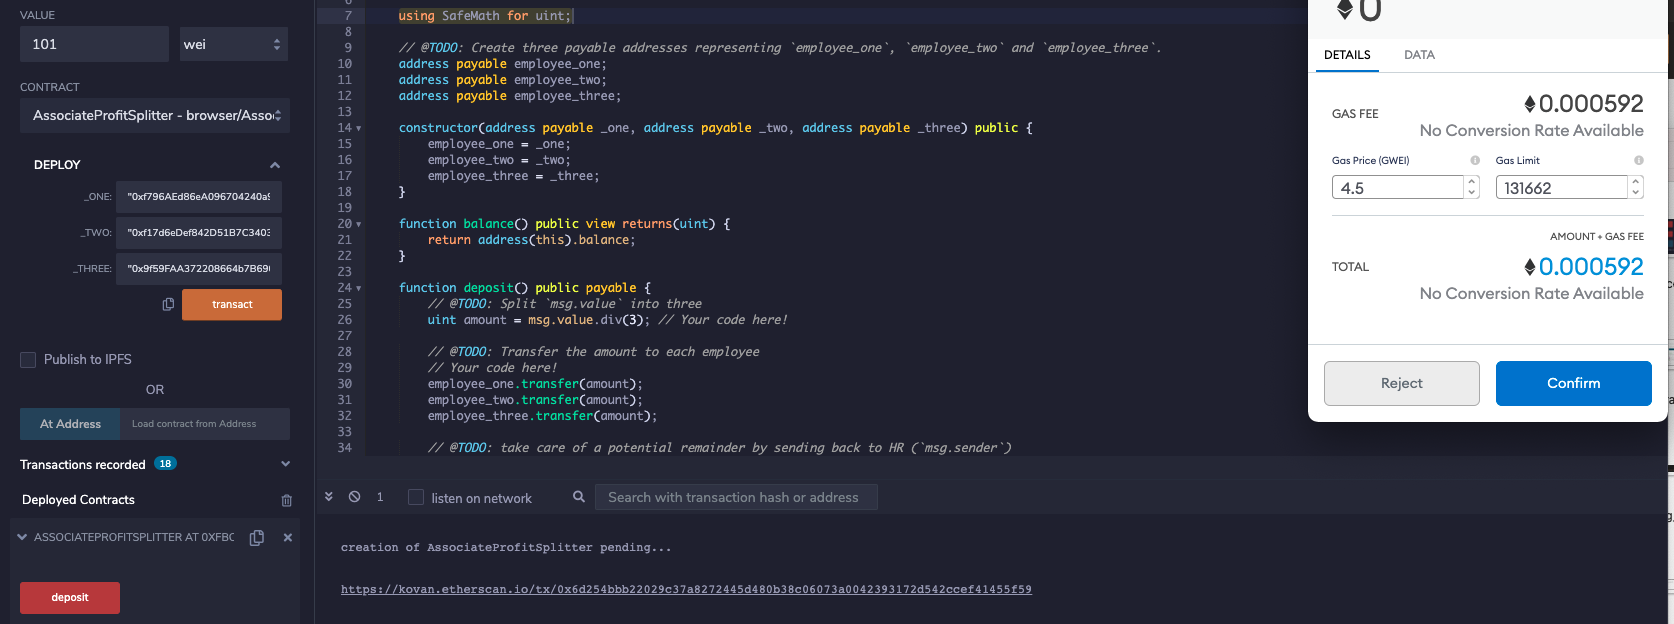 VALUE
101
wei
CONTRACT
AssociateProfitSplitter - browser/Assoc
DEPLOY
_ONE: "0xf796AEd86eA096704240a9
_TWO: "0xf17d6eDef842D51B7C3403
_THREE:
transact
Publish to IPFS
OR
At Address
Load contract from Address
Transactions recorded 18
Deployed Contracts
ASSOCIATEPROFITSPLITTER AT 0XFBC
deposit
7 using SafeMath for uint;
8
9 // @TODO: Create three payable addresses representing `employee_one`, `employee_two` and `employee_three`.
10 address payable employee_one;
11 address payable employee_two;
12 address payable employee_three;
13
14 constructor(address payable _one, address payable _two, address payable _three) public {
15 employee_one = _one;
16 employee_two = _two;
17 employee_three = _three;
18 }
19
20 function balance() public view returns(uint) {
21 return address(this).balance;
22 }
23
24 function deposit() public payable {
25 // @TODO: Split `msg.value` into three
26 uint amount = msg.value.div(3); // Your code here!
27
28 // @TODO: Transfer the amount to each employee
29 // Your code here!
30 employee_one.transfer(amount);
31 employee_two.transfer(amount);
32 employee_three.transfer(amount);
33
34 // @TODO: take care of a potential remainder by sending back to HR (`msg.sender`)
1
listen on network
Search with transaction hash or address
creation of AssociateProfitSplitter pending...
https://kovan.etherscan.io/tx/0x6d254bbb22029c37a8272445d480b38c06073a0042393172d542ccef41455f59
0
DETAILS
DATA
GAS FEE
0.000592
No Conversion Rate Available
Gas Price (GWEI)
Gas Limit
4.5
131662
AMOUNT + GAS FEE
TOTAL
0.000592
No Conversion Rate Available
Reject
Confirm